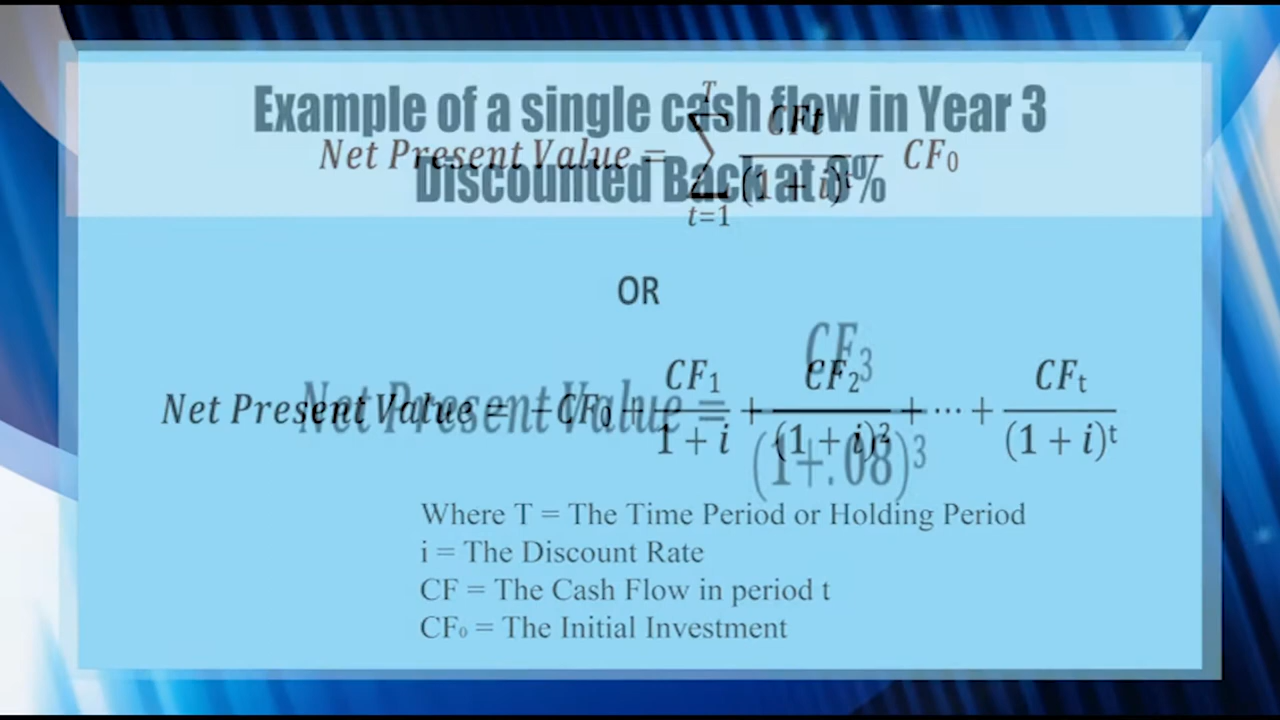 Example of a single cash flow in Year 3
Discounted Back at 8%
Net Present Value = ∑ᵀₜ₌₁ CFt/(1 + i)ᵗ CF₀
OR
Net Present Value = −CF₀ + CF₁/(1 + i) + CF₂/(1 + i)² + ⋯ + CFₜ/(1 + i)ᵗ
Net Present Value = CF₃/(1+.08)³
Where T = The Time Period or Holding Period
i = The Discount Rate
CF = The Cash Flow in period t
CF₀ = The Initial Investment